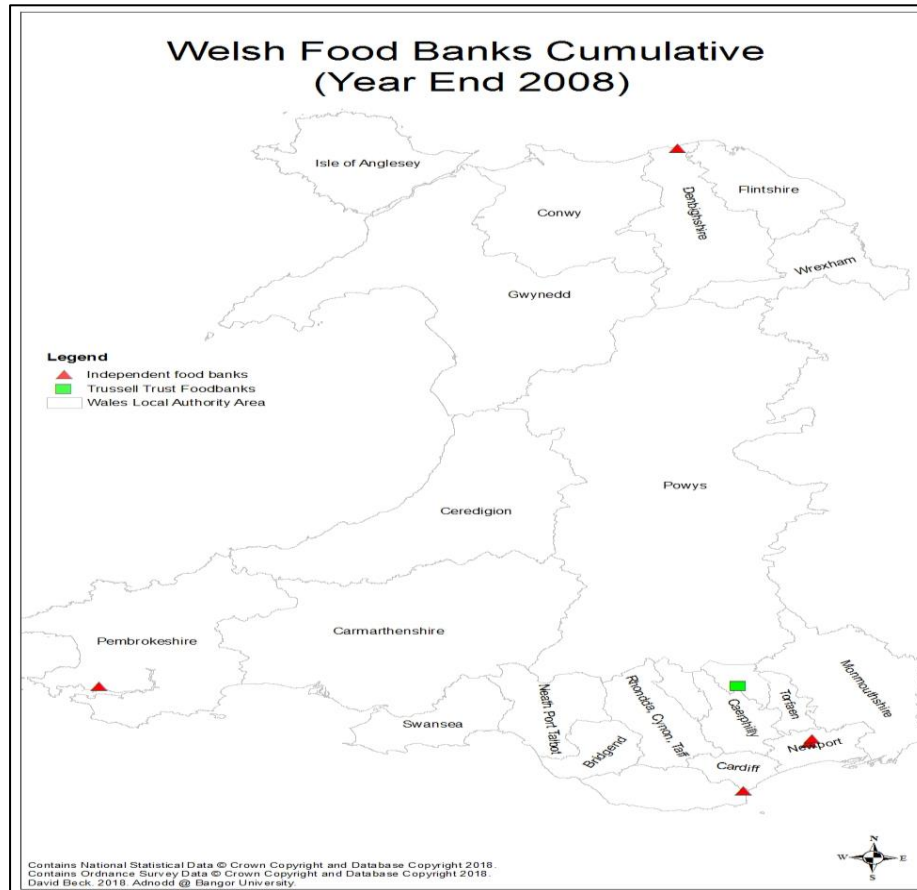 Welsh Food Banks Cumulative
(Year End 2008)
Isle of Anglesey
Flintshire
Denbighshire
Conwy
Wrexham
Gwynedd
Legend
Independent food banks
Trussell Trust Foodbanks
Wales Local Authority Area
Powys
Ceredigion
Carmarthenshire
Pembrokeshire
Monmouthshire
Torfaen
Caerphilly
Rhondda, Cynon, Taff
Neath Port Talbot
Swansea
Bridgend
Newport
Cardiff
N
W
E
S
Contains National Statistical Data © Crown Copyright and Database Copyright 2018.
Contains Ordnance Survey Data © Crown Copyright and Database Copyright 2018.
David Beck. 2018. Adnodd @ Bangor University.